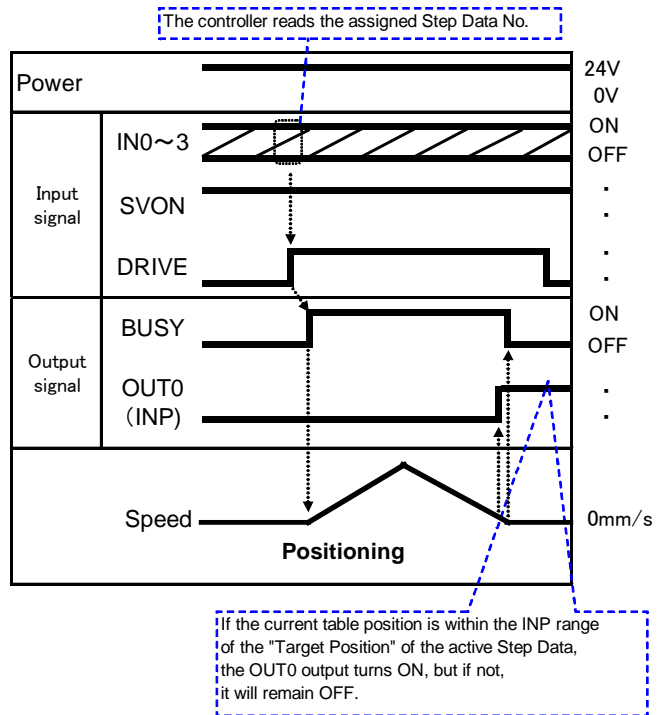 The controller reads the assigned Step Data No.
Power
24V
0V
Input
signal
IN0～3
ON
OFF
SVON
・
・
DRIVE
・
・
Output
signal
BUSY
ON
OFF
OUT0
（INP)
・
・
Speed
0mm/s
Positioning
If the current table position is within the INP range
of the "Target Position" of the active Step Data,
the OUT0 output turns ON, but if not,
it will remain OFF.